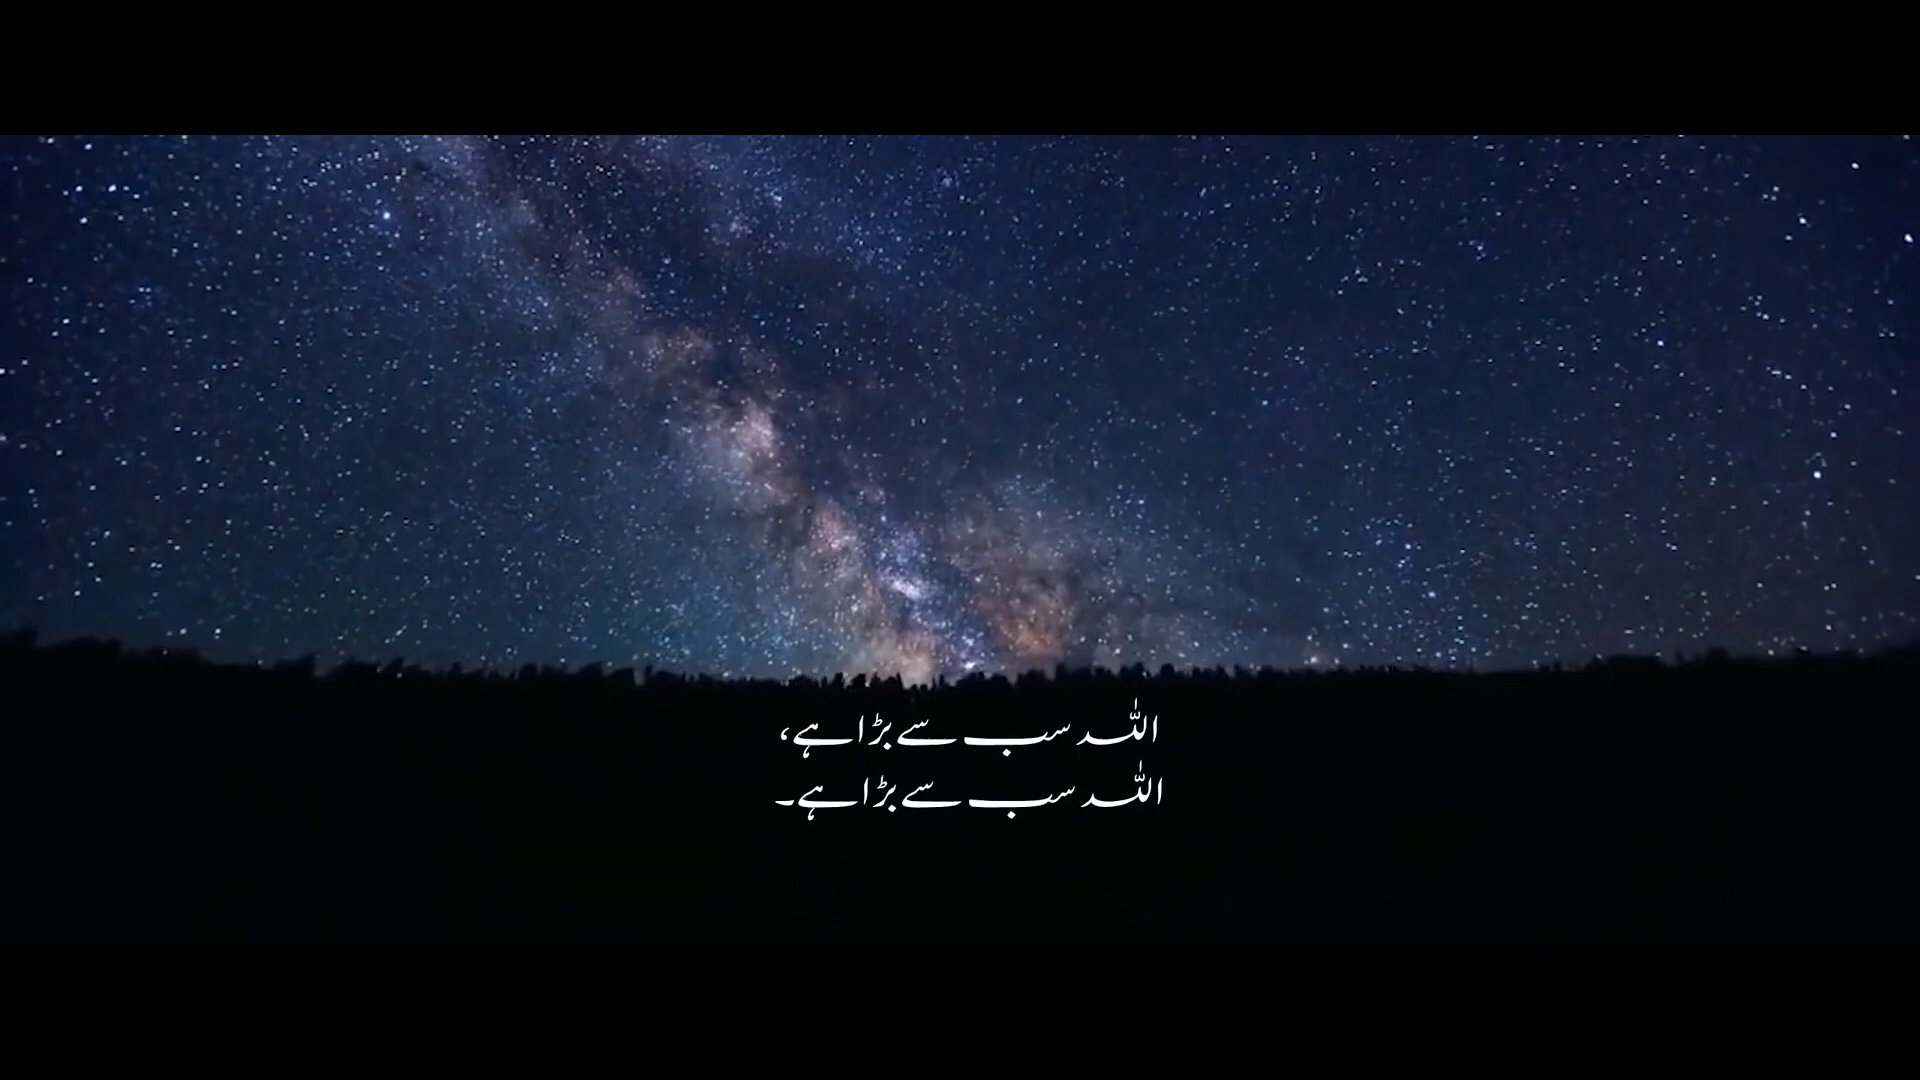 اللہ سب سے بڑا ہے،
اللہ سب سے بڑا ہے۔